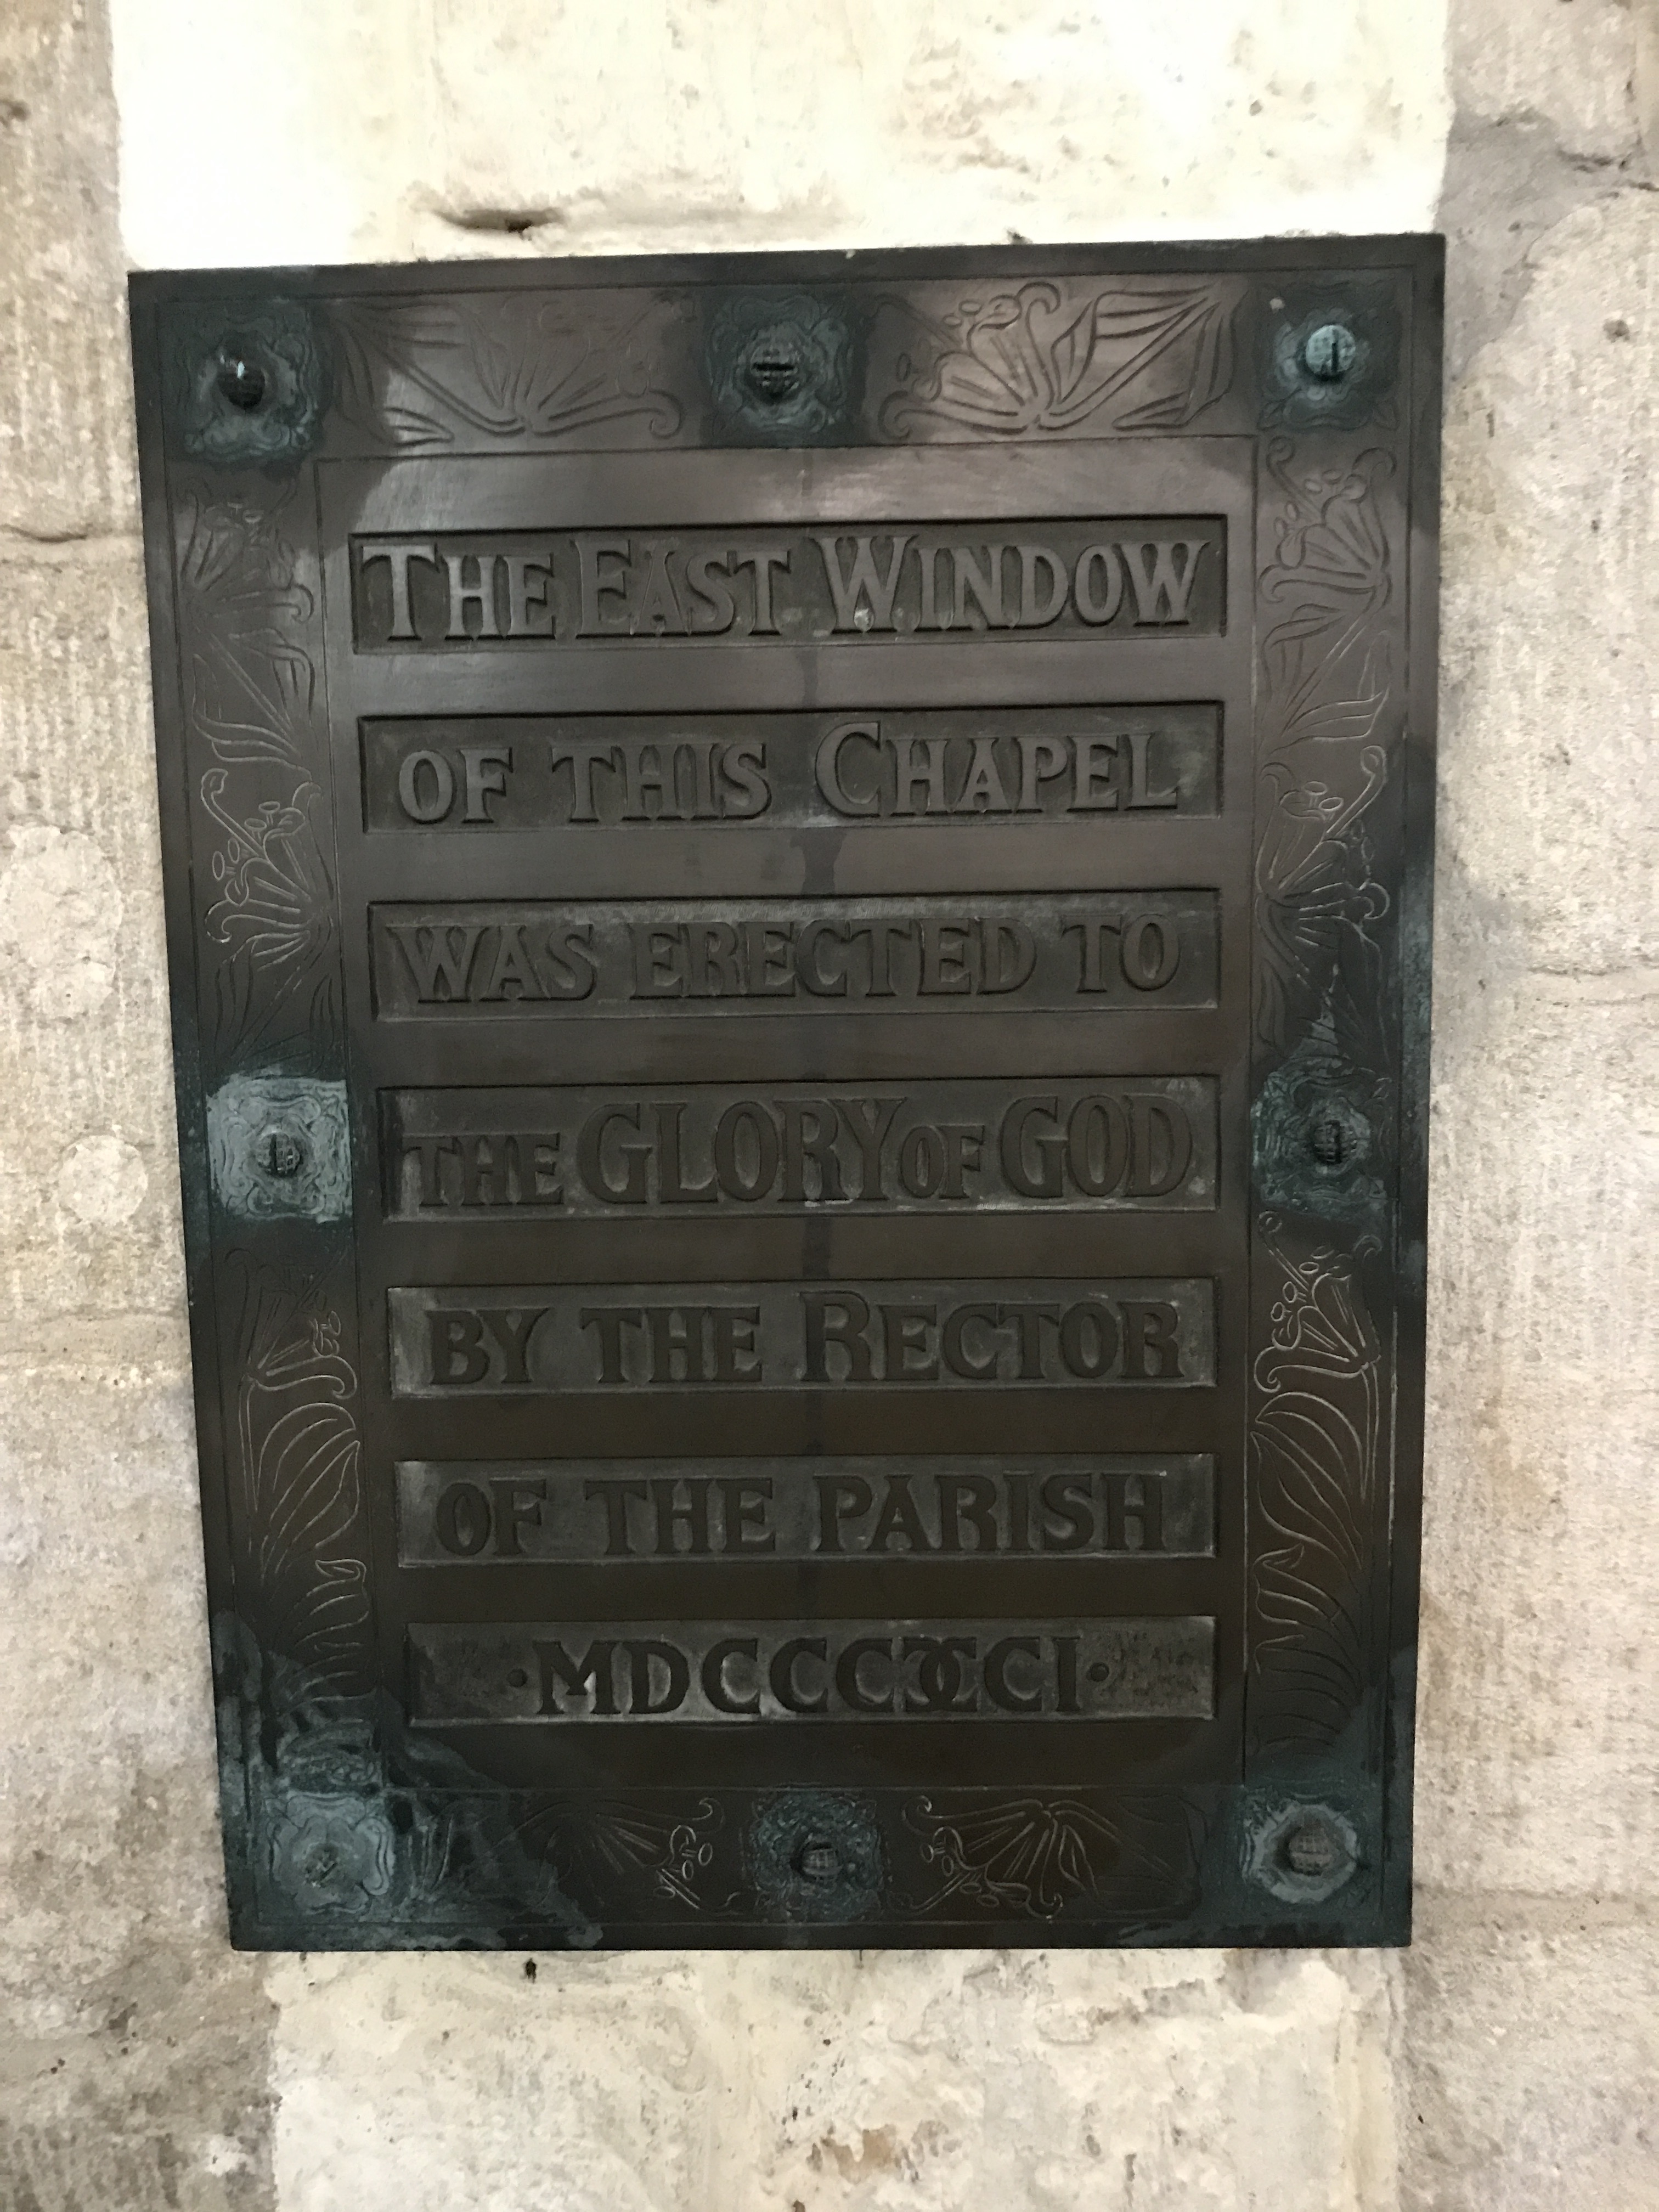 THE EAST WINDOW
OF THIS CHAPEL
WAS ERECTED TO
THE GLORY OF GOD
BY THE RECTOR
OF THE PARISH
·MDCCCXCI·